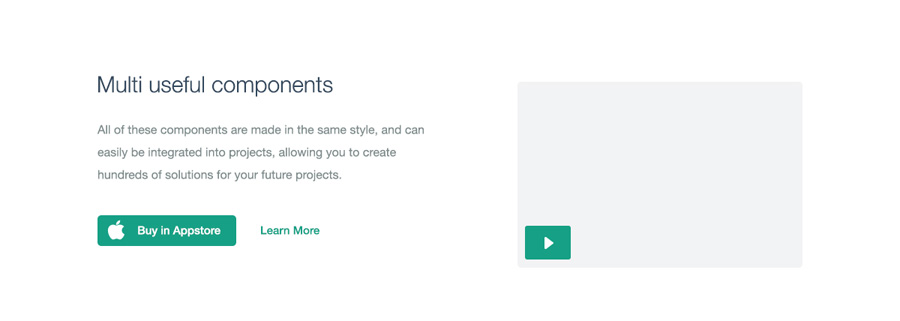 Multi useful components
All of these components are made in the same style, and can
easily be integrated into projects, allowing you to create
hundreds of solutions for your future projects.
Buy in Appstore
Learn More